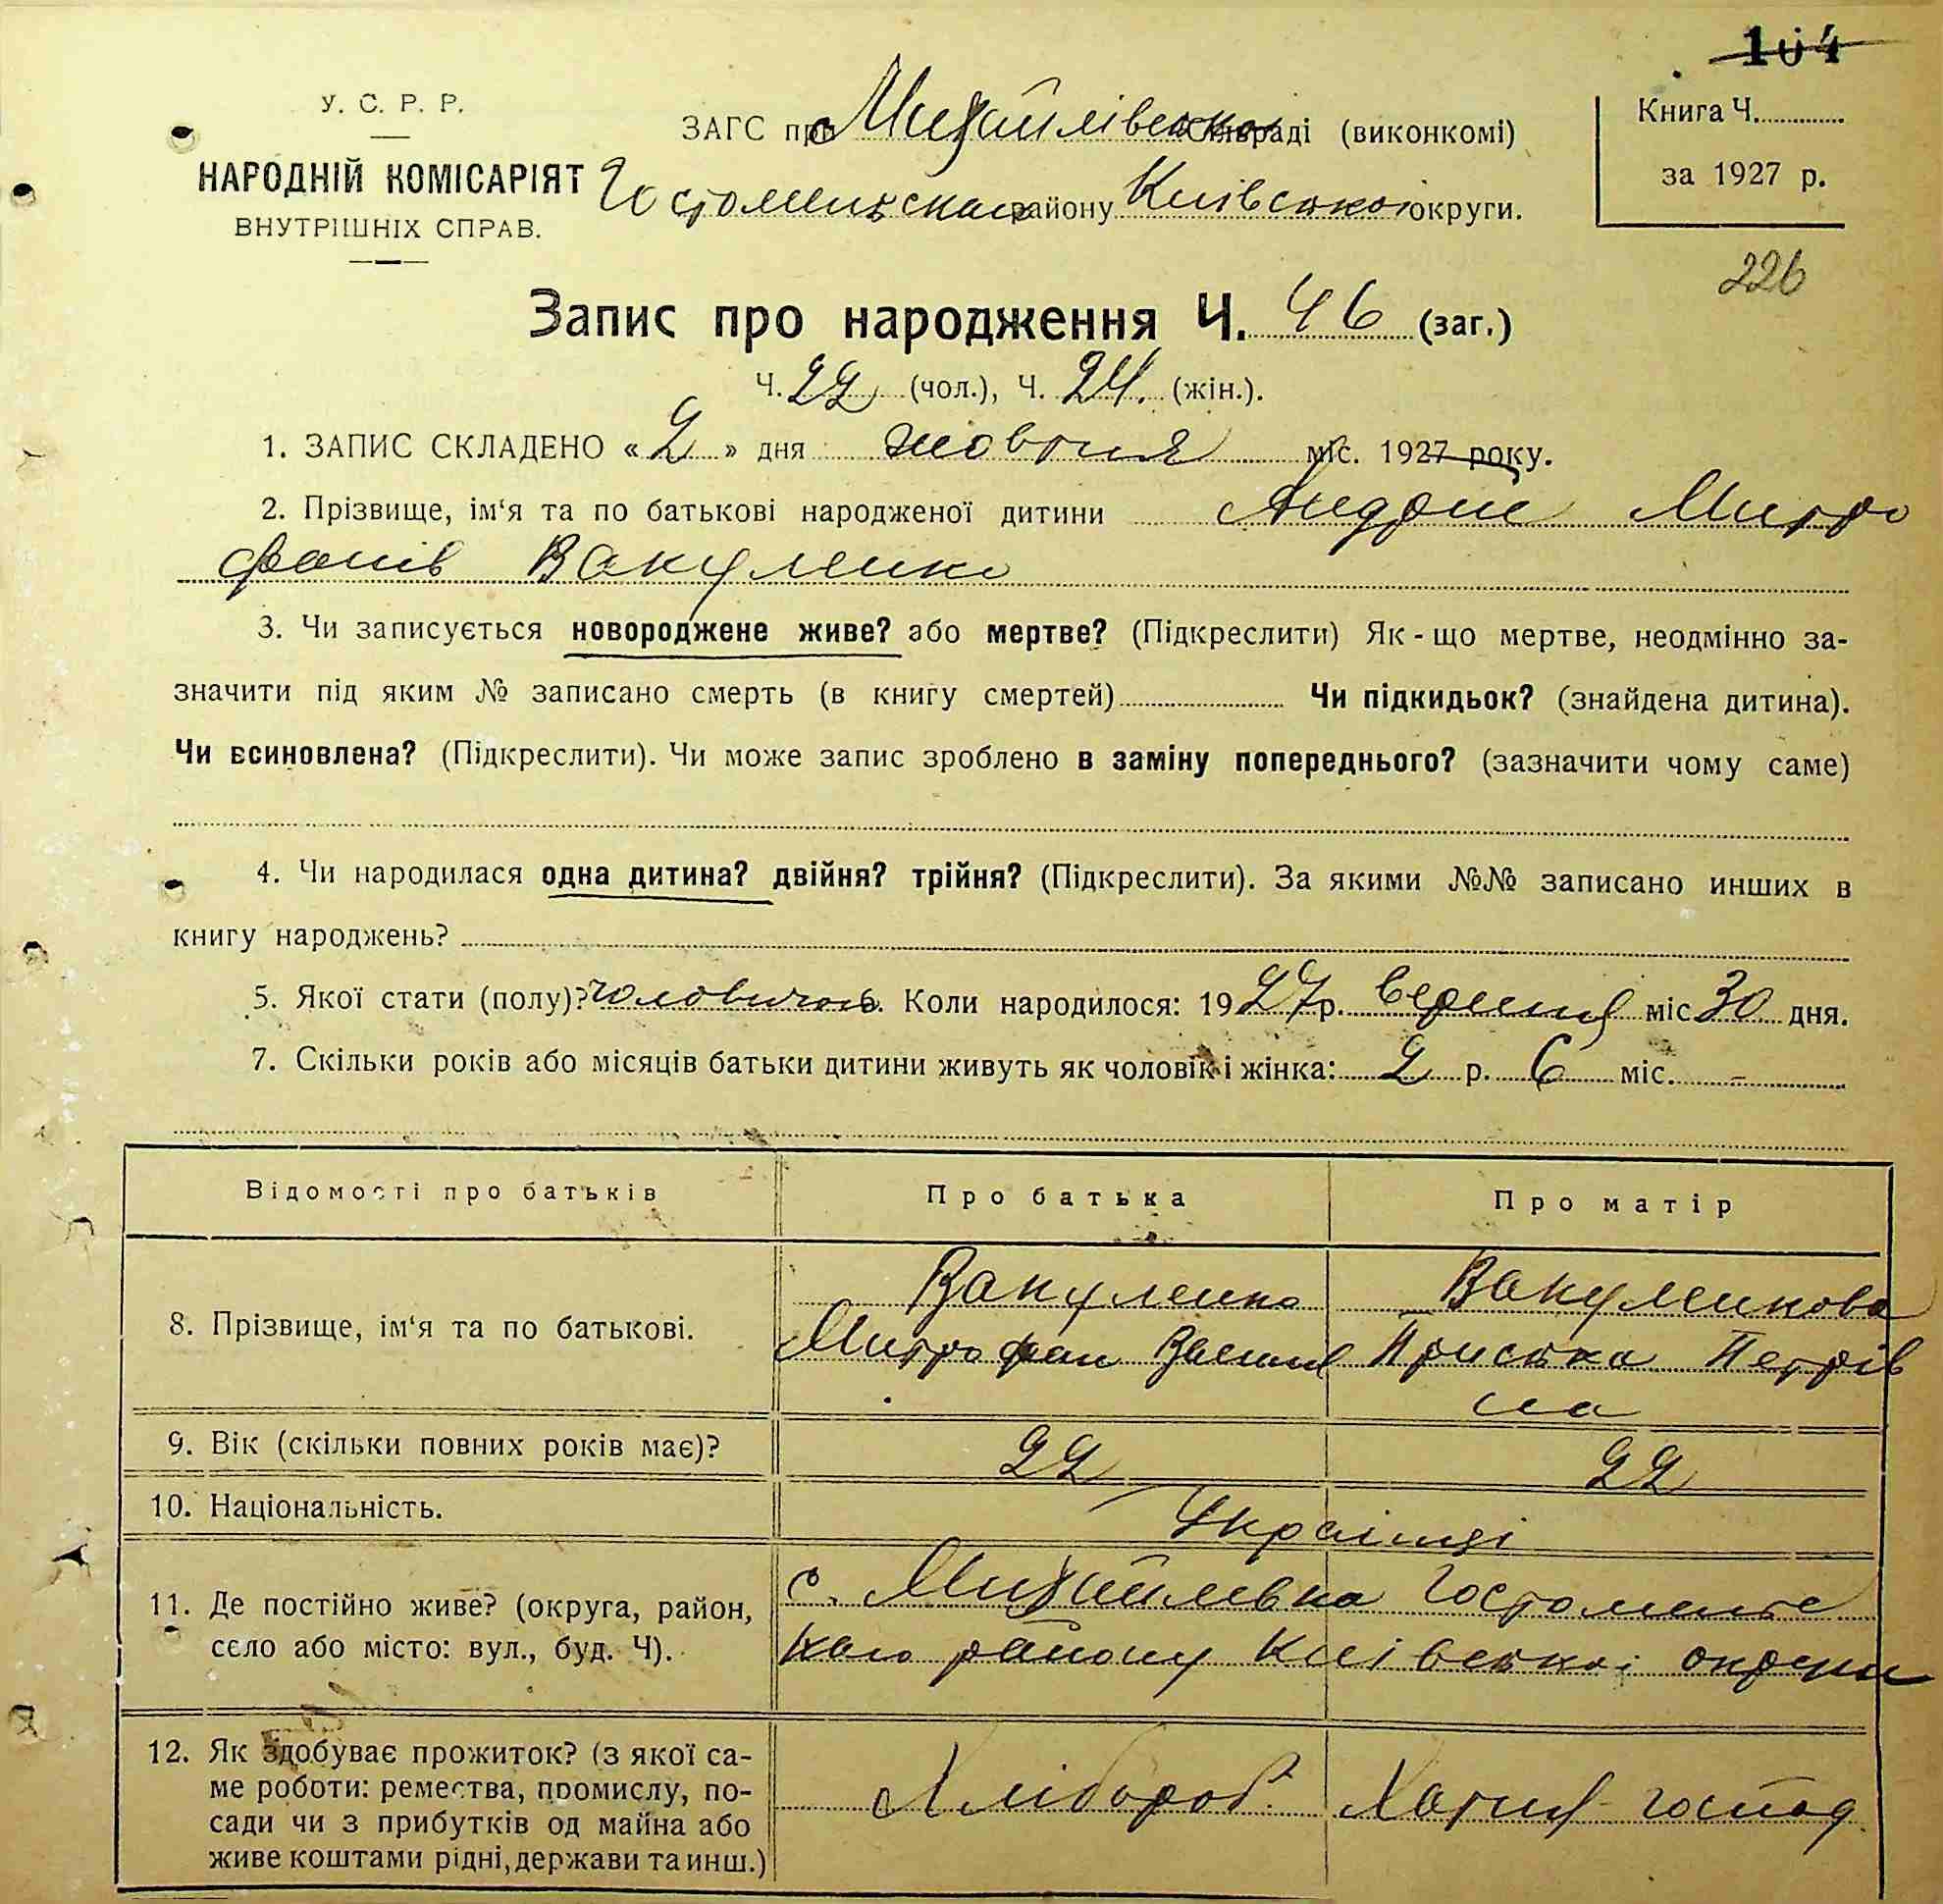 104
У. С. Р. Р.
НАРОДНІЙ КОМІСАРІЯТ
ВНУТРІШНІХ СПРАВ.
ЗАГС при Михайлівській сільраді (виконкомі)
Гостомельського району Київської округи.
Книга Ч.
за 1927 р.
226
Запис про народження Ч. 46 (заг.)
Ч. 22 (чол.), Ч. 24. (жін.).
1. ЗАПИС СКЛАДЕНО «2» дня жовтня міс. 1927 року.
2. Прізвище, ім‘я та по батькові народженої дитини Андрій Митро
фанів Вакуленко
3. Чи записується новороджене живе? або мертве? (Підкреслити) Як-що мертве, неодмінно за-
значити під яким № записано смерть (в книгу смертей) Чи підкидьок? (знайдена дитина).
Чи всиновлена? (Підкреслити). Чи може запис зроблено в заміну попереднього? (зазначити чому саме)
4. Чи народилася одна дитина? двійня? трійня? (Підкреслити). За якими №№ записано инших в
книгу народжень?
5. Якої стати (полу)? Коли народилося: 1927 р. вересня міс 30 дня.
7. Скільки років або місяців батьки дитини живуть як чоловік і жінка: 2 р. 6 міс. -
Відомості про батьків Про батька Про матір
8. Прізвище, ім‘я та по батькові.
Вакуленко
Митрофан
Вакуленкова
Приська Петрів
на
9. Вік (скільки повних років має)? 22 22
10. Національність. Українці
11. Де постійно живе? (округа, район,
село або місто: вул., буд. Ч).
с. Михайлевка Гостоменьс
кого району Київської округи
12. Як здобуває прожиток? (з якої са-
ме роботи: ремества, промислу, по-
сади чи з прибутків од майна або
живе коштами рідні, держави та инш.)
Хлібороб. Хатня господ.